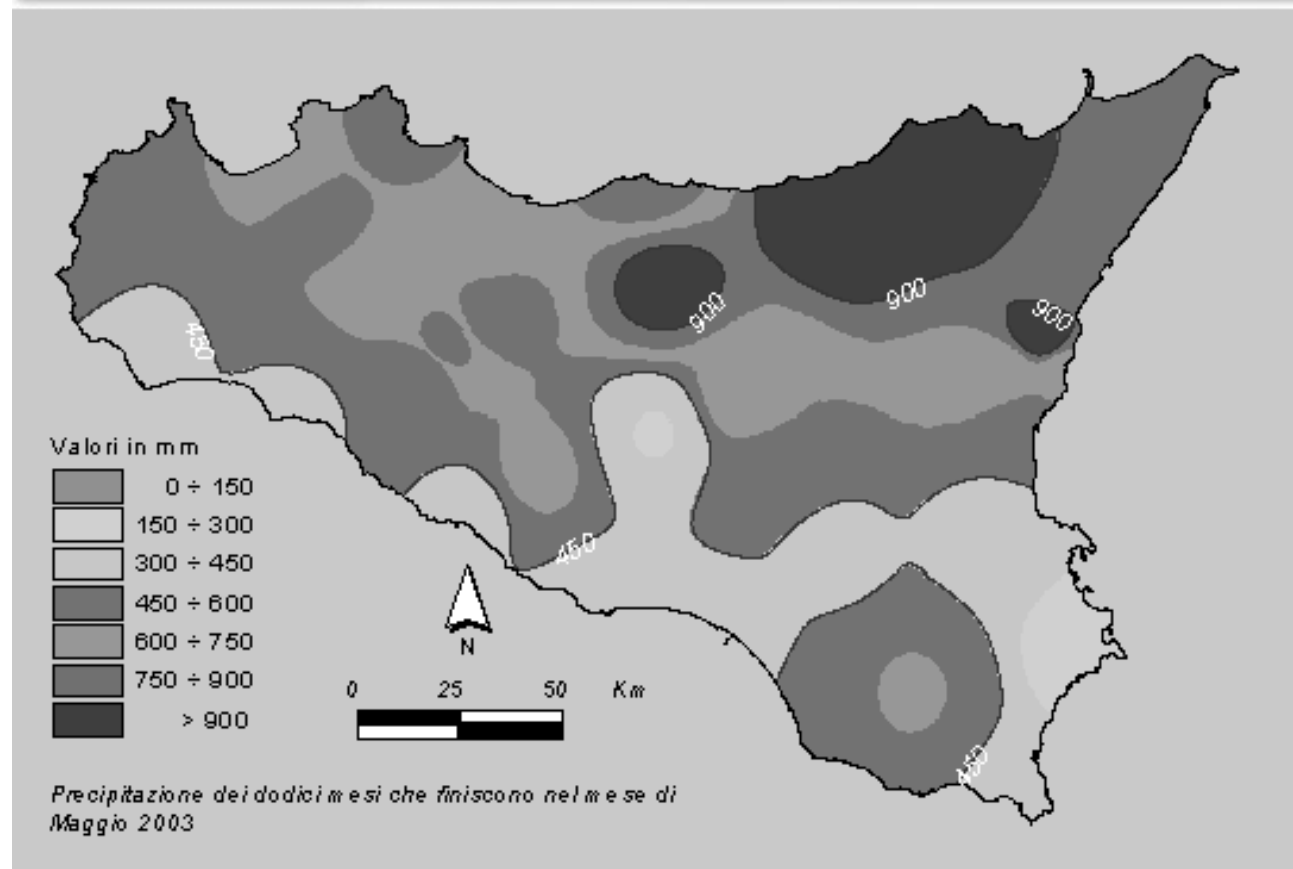 900
900
900
450
450
450
Valori in mm
0 ÷ 150
150 ÷ 300
300 ÷ 450
450 ÷ 600
600 ÷ 750
750 ÷ 900
> 900
N
0 25 50 Km
Precipitazione dei dodici mesi che finiscono nel mese di
Maggio 2003